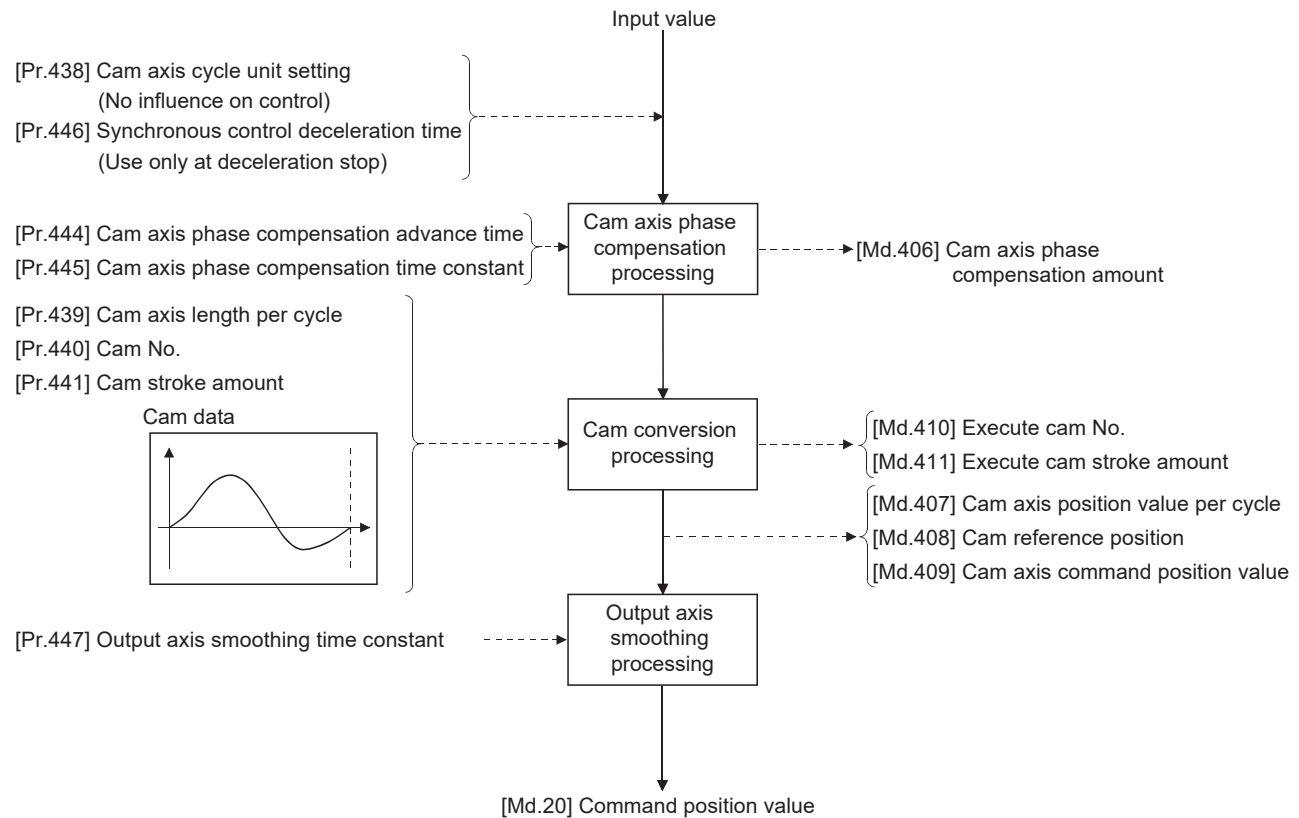 Input value
[Pr.438] Cam axis cycle unit setting
(No influence on control)
[Pr.446] Synchronous control deceleration time
(Use only at deceleration stop)
[Pr.444] Cam axis phase compensation advance time
[Pr.445] Cam axis phase compensation time constant
Cam axis phase
compensation
processing
[Md.406] Cam axis phase
compensation amount
[Pr.439] Cam axis length per cycle
[Pr.440] Cam No.
[Pr.441] Cam stroke amount
Cam data
Cam conversion
processing
[Md.410] Execute cam No.
[Md.411] Execute cam stroke amount
[Md.407] Cam axis position value per cycle
[Md.408] Cam reference position
[Md.409] Cam axis command position value
[Pr.447] Output axis smoothing time constant
Output axis
smoothing
processing
[Md.20] Command position value